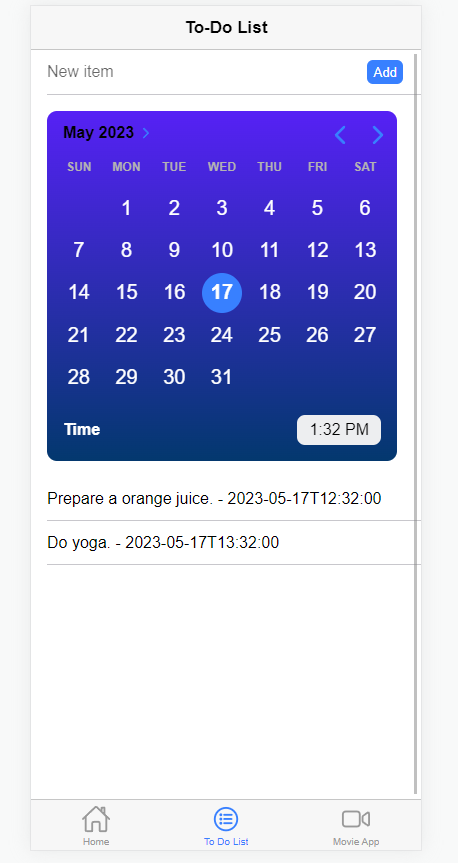 To-Do List
New item Add
May 2023
SUN MON TUE WED THU FRI SAT
1 2 3 4 5 6
7 8 9 10 11 12 13
14 15 16 17 18 19 20
21 22 23 24 25 26 27
28 29 30 31
Time 1:32 PM
Prepare a orange juice. - 2023-05-17T12:32:00
Do yoga. - 2023-05-17T13:32:00
Home To Do List Movie App